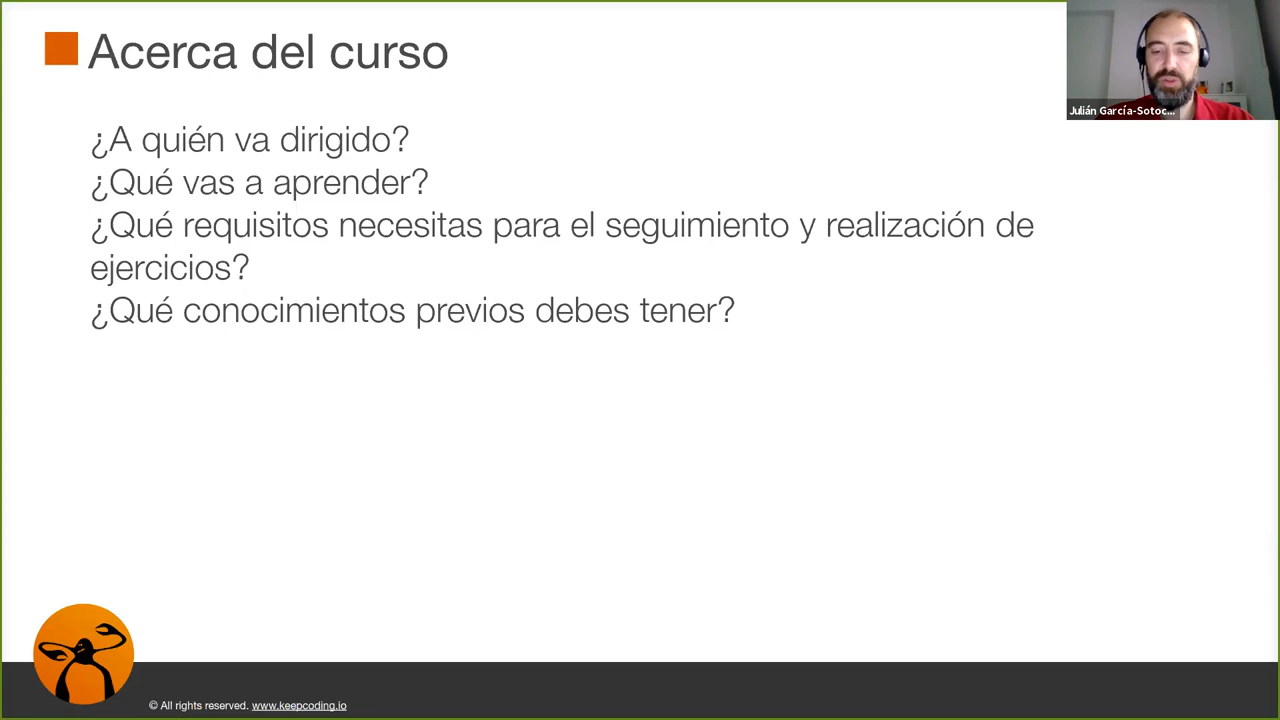 Acerca del curso
¿A quién va dirigido?
¿Qué vas a aprender?
¿Qué requisitos necesitas para el seguimiento y realización de
ejercicios?
¿Qué conocimientos previos debes tener?
Julián García-Sotoc...
© All rights reserved. www.keepcoding.io